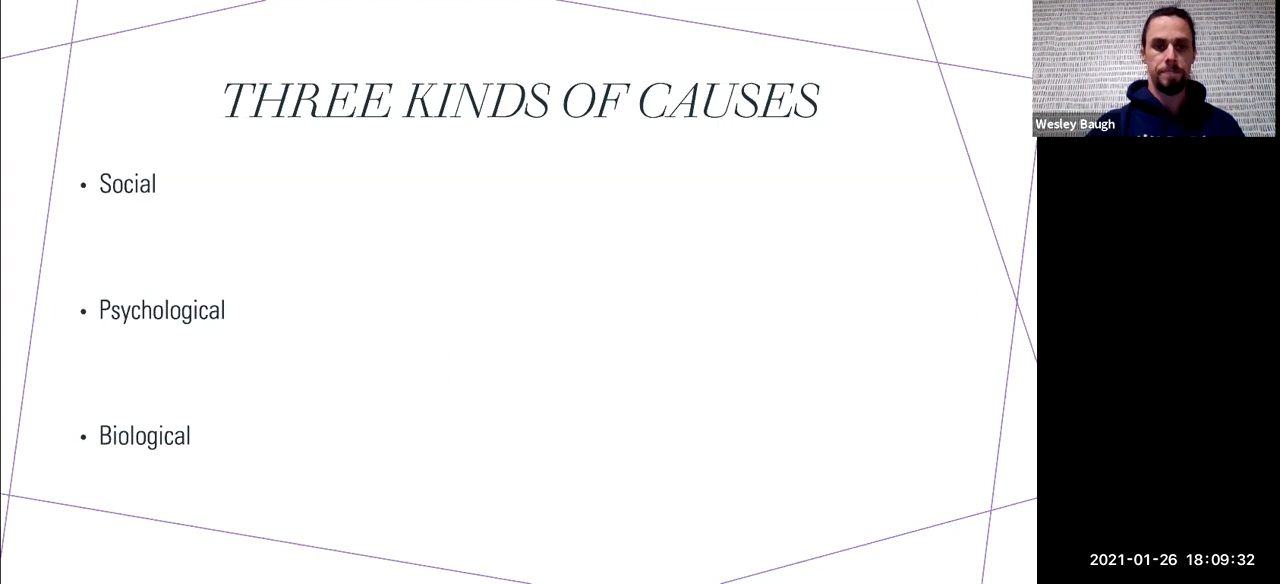 THREE KINDS OF CAUSES
• Social
• Psychological
• Biological
Wesley Baugh
2021-01-26 18:09:32